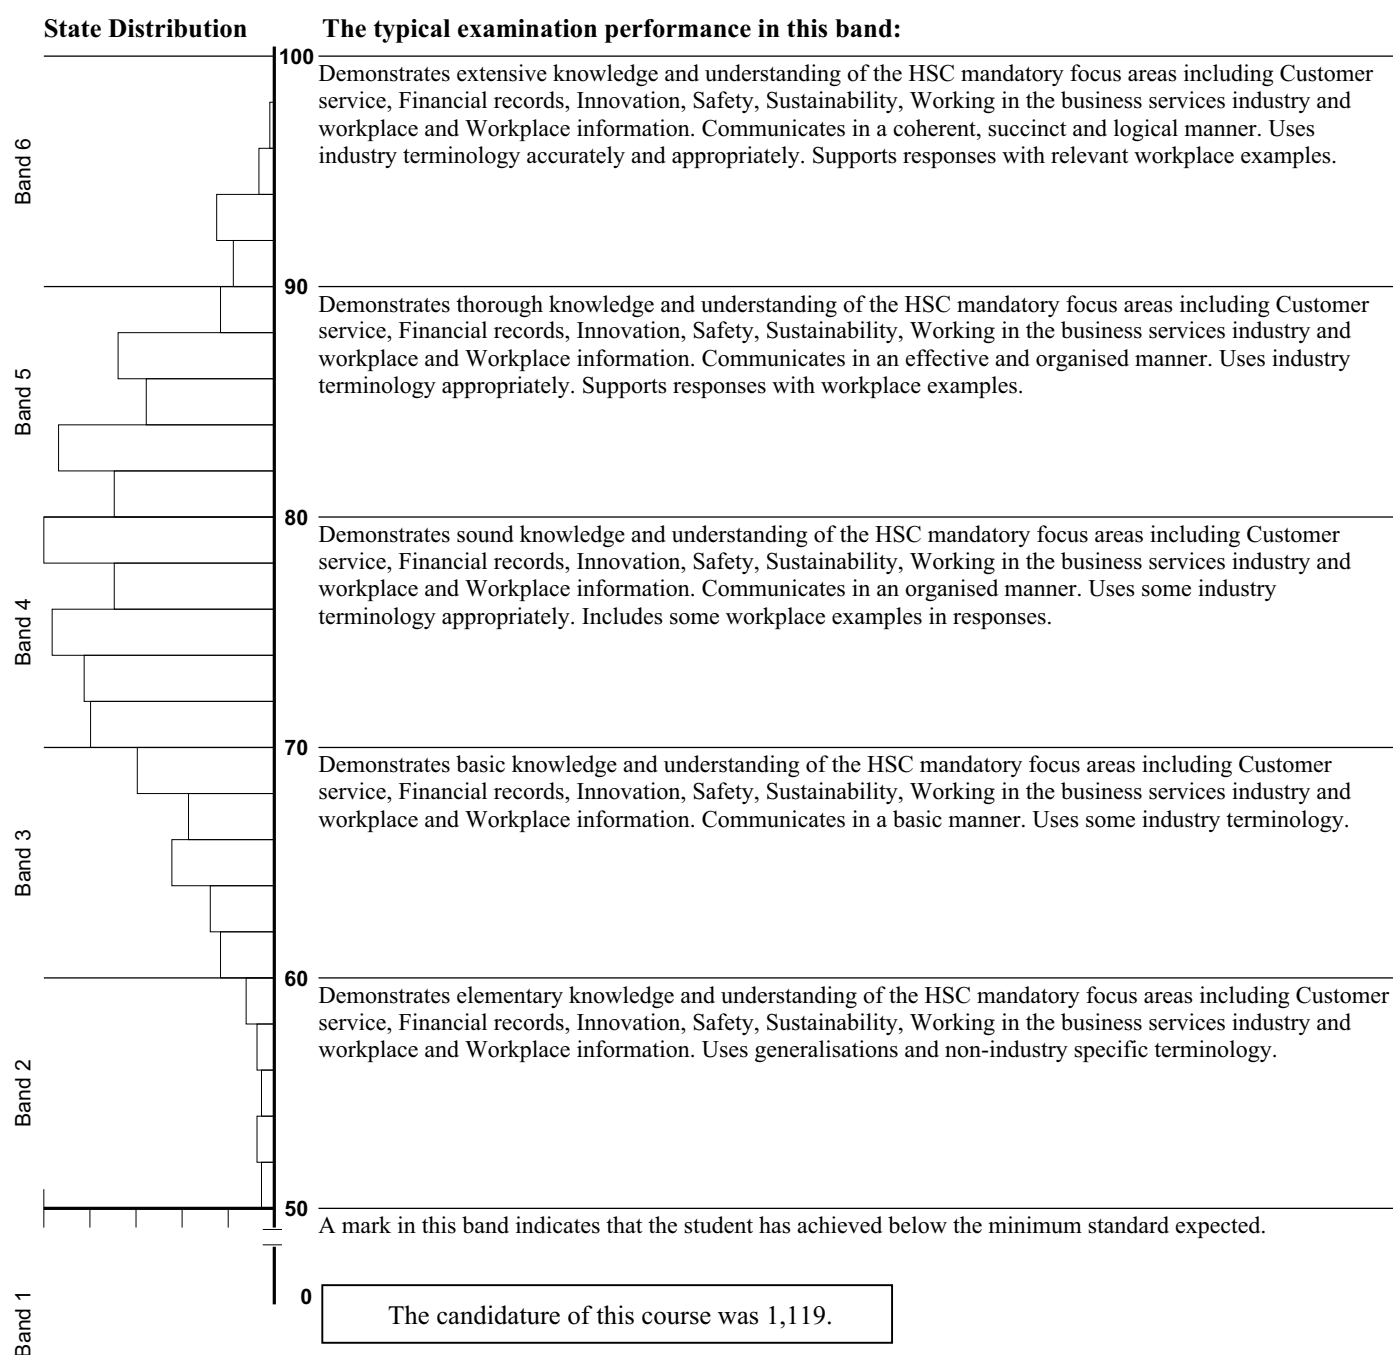 State Distribution
The typical examination performance in this band:
100
Demonstrates extensive knowledge and understanding of the HSC mandatory focus areas including Customer
service, Financial records, Innovation, Safety, Sustainability, Working in the business services industry and
workplace and Workplace information. Communicates in a coherent, succinct and logical manner. Uses
industry terminology accurately and appropriately. Supports responses with relevant workplace examples.
Band 6
90
Demonstrates thorough knowledge and understanding of the HSC mandatory focus areas including Customer
service, Financial records, Innovation, Safety, Sustainability, Working in the business services industry and
workplace and Workplace information. Communicates in an effective and organised manner. Uses industry
terminology appropriately. Supports responses with workplace examples.
Band 5
80
Demonstrates sound knowledge and understanding of the HSC mandatory focus areas including Customer
service, Financial records, Innovation, Safety, Sustainability, Working in the business services industry and
workplace and Workplace information. Communicates in an organised manner. Uses some industry
terminology appropriately. Includes some workplace examples in responses.
Band 4
70
Demonstrates basic knowledge and understanding of the HSC mandatory focus areas including Customer
service, Financial records, Innovation, Safety, Sustainability, Working in the business services industry and
workplace and Workplace information. Communicates in a basic manner. Uses some industry terminology.
Band 3
60
Demonstrates elementary knowledge and understanding of the HSC mandatory focus areas including Customer
service, Financial records, Innovation, Safety, Sustainability, Working in the business services industry and
workplace and Workplace information. Uses generalisations and non-industry specific terminology.
Band 2
50
A mark in this band indicates that the student has achieved below the minimum standard expected.
0
The candidature of this course was 1,119.
Band 1